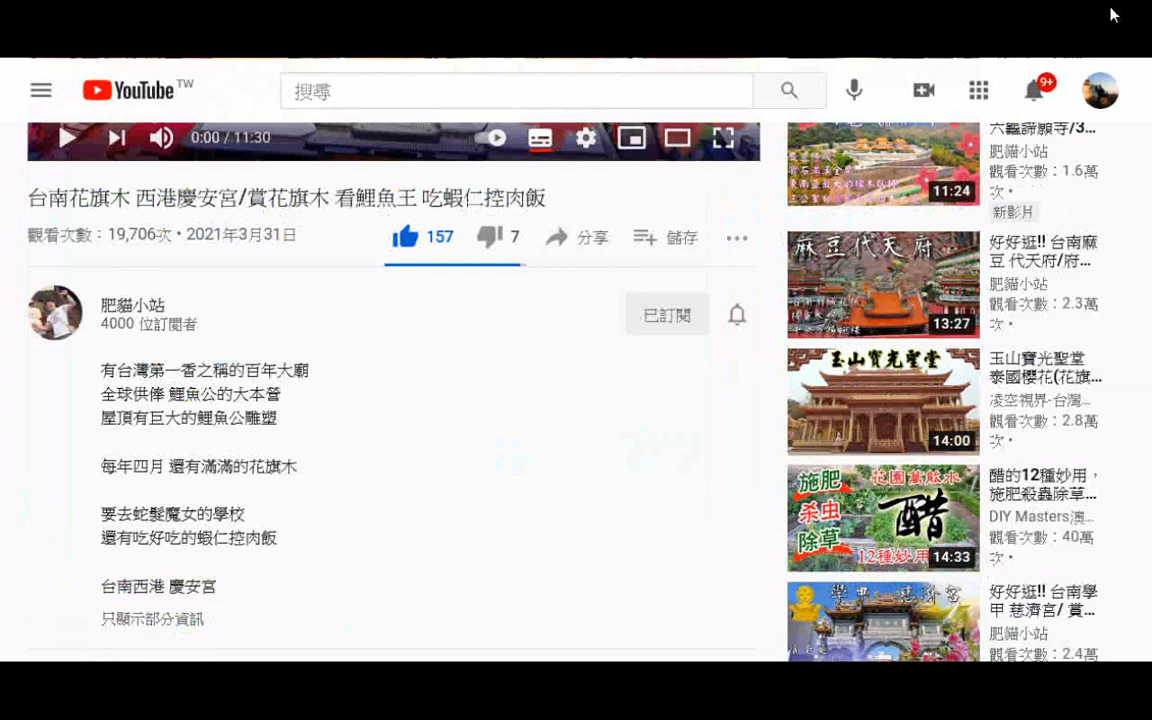 YouTube TW
搜尋
9+
0:00 / 11:30
台南花旗木 西港慶安宮/賞花旗木 看鯉魚王 吃蝦仁控肉飯
觀看次數：19,706次 • 2021年3月31日
157
7
分享
儲存
肥貓小站
4000 位訂閱者
已訂閱
有台灣第一香之稱的百年大廟
全球供俸 鯉魚公的大本營
屋頂有巨大的鯉魚公雕塑
每年四月 還有滿滿的花旗木
要去蛇髮魔女的學校
還有吃好吃的蝦仁控肉飯
台南西港 慶安宮
只顯示部分資訊
11:24
六龜諦願寺/3...
肥貓小站
觀看次數：1.6萬
次 •
新影片
麻豆代天府
13:27
好好逛!! 台南麻
豆 代天府/府...
肥貓小站
觀看次數：2.3萬
次 •
玉山寶光聖堂
14:00
玉山寶光聖堂
泰國櫻花(花旗...
凌空視界-台灣...
觀看次數：2.8萬
次 •
施肥
杀虫
除草
花園萬能水
醋
12種妙用
14:33
醋的12種妙用，
施肥殺蟲除草...
DIY Masters澳...
觀看次數：40萬
次 •
學甲 慈濟宮
好好逛!! 台南學
甲 慈濟宮/ 賞...
肥貓小站
觀看次數：2.4萬